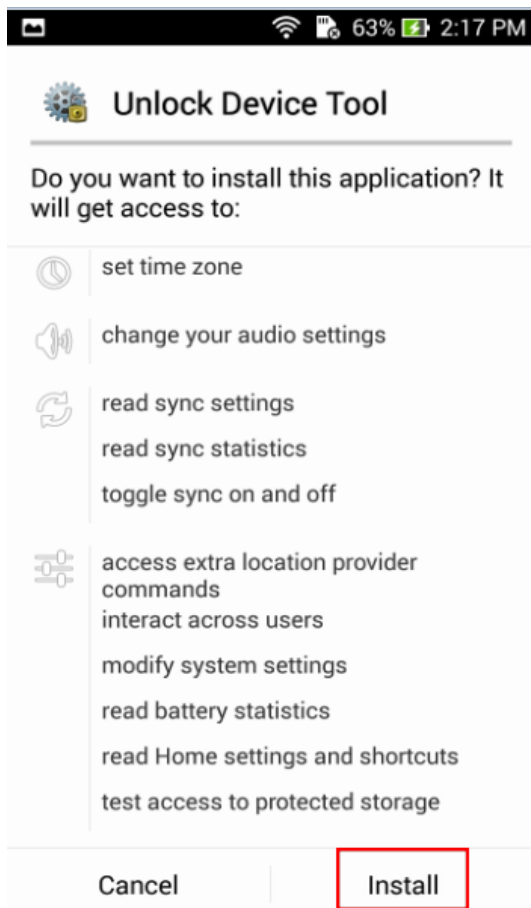 63% 2:17 PM
Unlock Device Tool
Do you want to install this application? It
will get access to:
set time zone
change your audio settings
read sync settings
read sync statistics
toggle sync on and off
access extra location provider
commands
interact across users
modify system settings
read battery statistics
read Home settings and shortcuts
test access to protected storage
Cancel Install